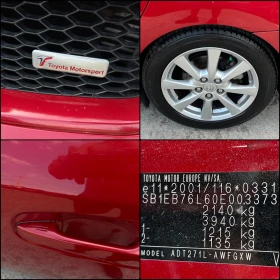 Toyota Motorsport
TOYOTA MOTOR EUROPE NV/SA.
e11*2001/116*0331
SB1EB76L60E003373
2140 kg
3940 kg
1- 1215 kg
2- 1135 kg
MODEL ADT271L-AWFGXW